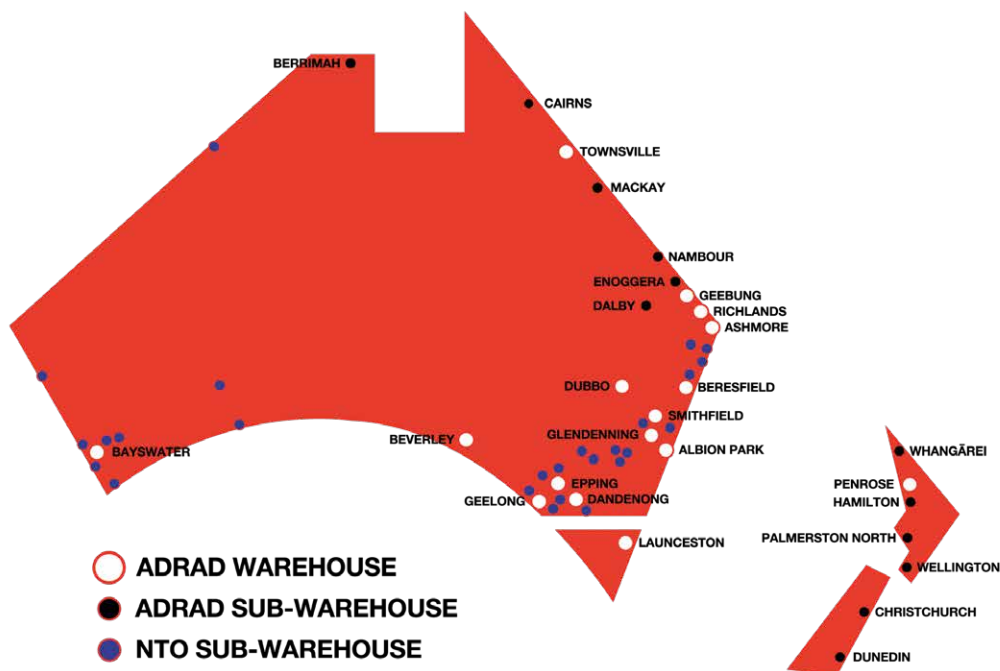 BERRIMAH
CAIRNS
TOWNSVILLE
MACKAY
NAMBOUR
ENOGGERA
GEEBUNG
DALBY
RICHLANDS
ASHMORE
DUBBO
BERESFIELD
SMITHFIELD
GLENDENNING
BEVERLEY
ALBION PARK
BAYSWATER
WHANGĀREI
EPPING
PENROSE
GEELONG
DANDENONG
HAMILTON
PALMERSTON NORTH
LAUNCESTON
WELLINGTON
CHRISTCHURCH
DUNEDIN
ADRAD WAREHOUSE
ADRAD SUB-WAREHOUSE
NTO SUB-WAREHOUSE